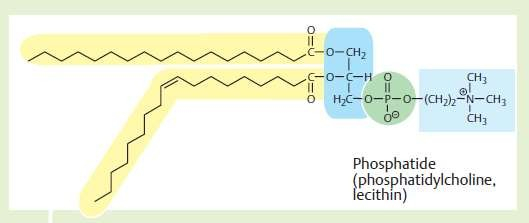 O
C–O–CH₂
C–O–C–H O CH₃
O H₂C–O–P–O–(CH₂)₂–N⊕–CH₃
O⊖ CH₃
Phosphatide
(phosphatidylcholine,
lecithin)